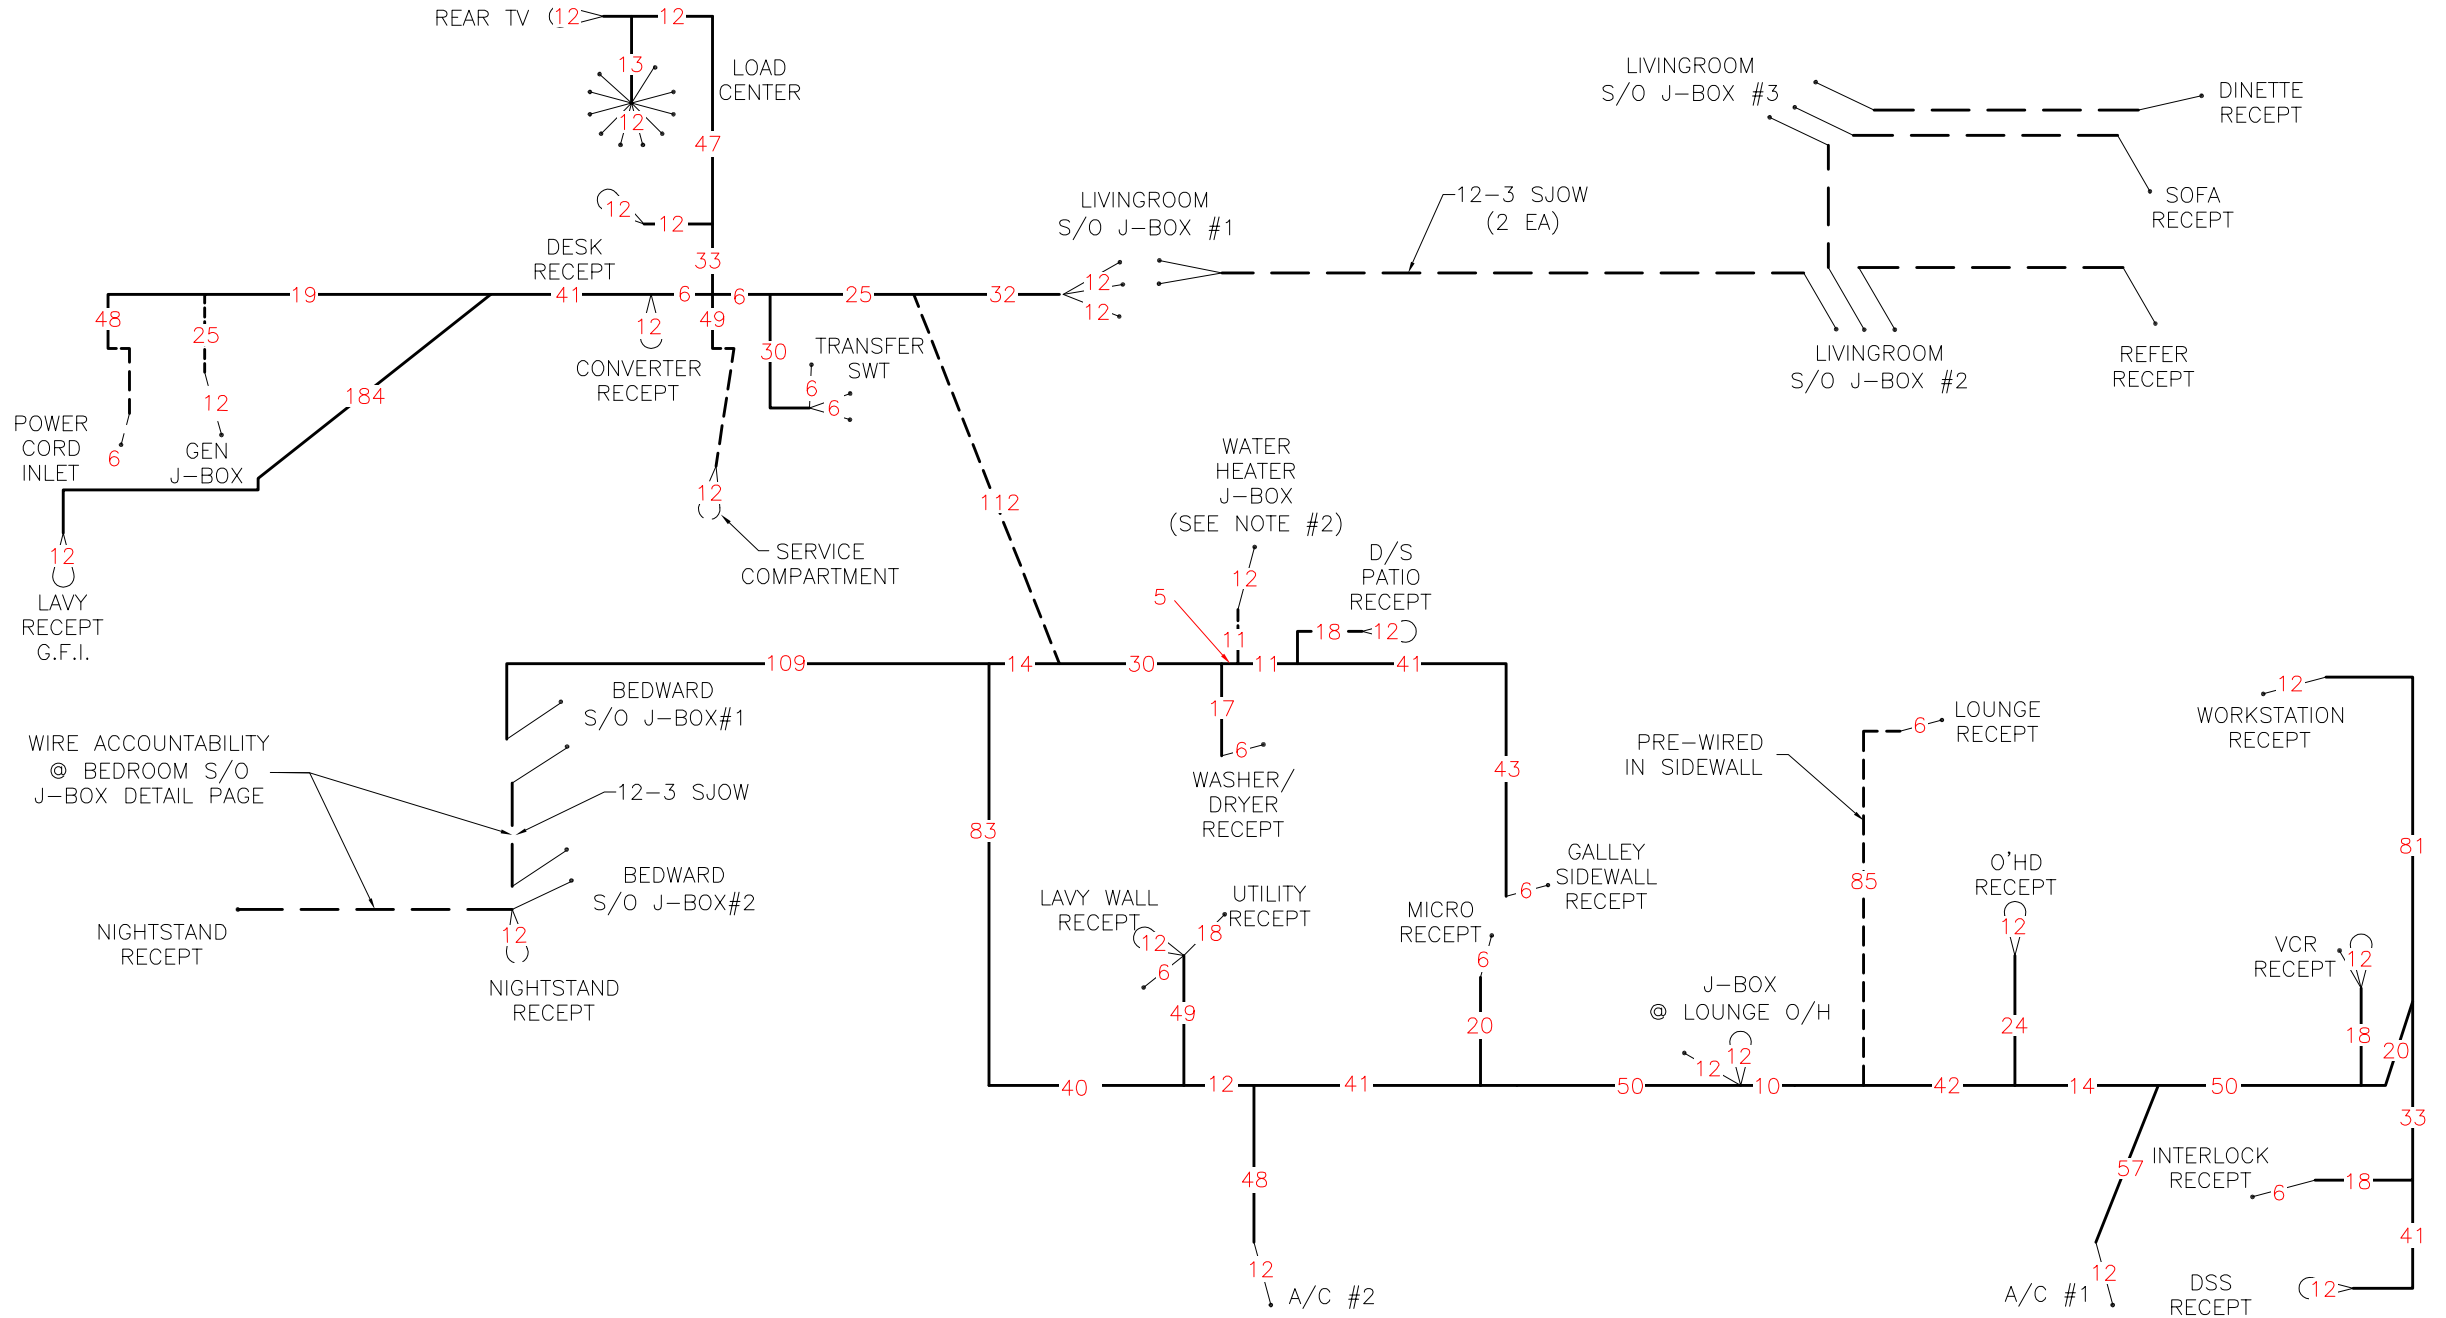 REAR TV
12
12
13
12
LOAD
CENTER
47
12
12
33
DESK
RECEPT
19
41
6
6
25
32
48
25
12
GEN
J-BOX
POWER
CORD
INLET
6
184
12
LAVY
RECEPT
G.F.I.
12
CONVERTER
RECEPT
49
12
SERVICE
COMPARTMENT
30
TRANSFER
SWT
6
6
LIVINGROOM
S/O J-BOX #1
12
12
12-3 SJOW
(2 EA)
LIVINGROOM
S/O J-BOX #3
DINETTE
RECEPT
SOFA
RECEPT
LIVINGROOM
S/O J-BOX #2
REFER
RECEPT
112
WATER
HEATER
J-BOX
(SEE NOTE #2)
12
11
5
D/S
PATIO
RECEPT
18
12
109
14
30
11
41
17
6
WASHER/
DRYER
RECEPT
43
6
GALLEY
SIDEWALL
RECEPT
BEDWARD
S/O J-BOX#1
WIRE ACCOUNTABILITY
@ BEDROOM S/O
J-BOX DETAIL PAGE
12-3 SJOW
BEDWARD
S/O J-BOX#2
NIGHTSTAND
RECEPT
12
NIGHTSTAND
RECEPT
83
LAVY WALL
RECEPT
12
18
6
UTILITY
RECEPT
49
MICRO
RECEPT
6
20
PRE-WIRED
IN SIDEWALL
6
LOUNGE
RECEPT
85
J-BOX
@ LOUNGE O/H
12
12
O'HD
RECEPT
12
24
12
WORKSTATION
RECEPT
81
VCR
RECEPT
12
18
20
40
12
41
50
10
42
14
50
33
48
12
A/C #2
57
12
A/C #1
INTERLOCK
RECEPT
6
18
41
DSS
RECEPT
12